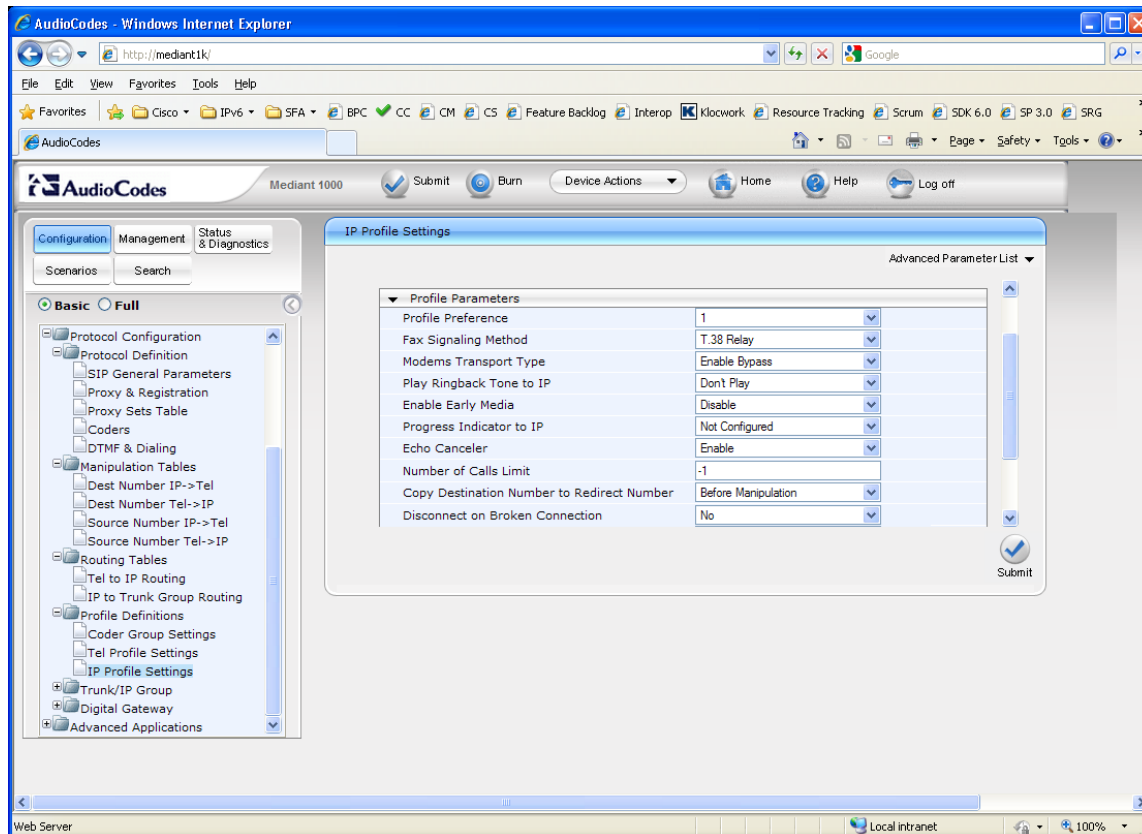 AudioCodes - Windows Internet Explorer
http://mediant1k/
Google
File Edit View Favorites Tools Help
Favorites Cisco IPv6 SFA BPC CC CM CS Feature Backlog Interop Klocwork Resource Tracking Scrum SDK 6.0 SP 3.0 SRG
AudioCodes
Page Safety Tools
AudioCodes
Mediant 1000
Submit
Burn
Device Actions
Home
Help
Log off
Configuration
Management
Status
& Diagnostics
Scenarios
Search
Basic Full
Protocol Configuration
Protocol Definition
SIP General Parameters
Proxy & Registration
Proxy Sets Table
Coders
DTMF & Dialing
Manipulation Tables
Dest Number IP->Tel
Dest Number Tel->IP
Source Number IP->Tel
Source Number Tel->IP
Routing Tables
Tel to IP Routing
IP to Trunk Group Routing
Profile Definitions
Coder Group Settings
Tel Profile Settings
IP Profile Settings
Trunk/IP Group
Digital Gateway
Advanced Applications
IP Profile Settings
Advanced Parameter List
Profile Parameters
Profile Preference 1
Fax Signaling Method T.38 Relay
Modems Transport Type Enable Bypass
Play Ringback Tone to IP Don't Play
Enable Early Media Disable
Progress Indicator to IP Not Configured
Echo Canceler Enable
Number of Calls Limit -1
Copy Destination Number to Redirect Number Before Manipulation
Disconnect on Broken Connection No
Submit
Web Server
Local intranet
100%